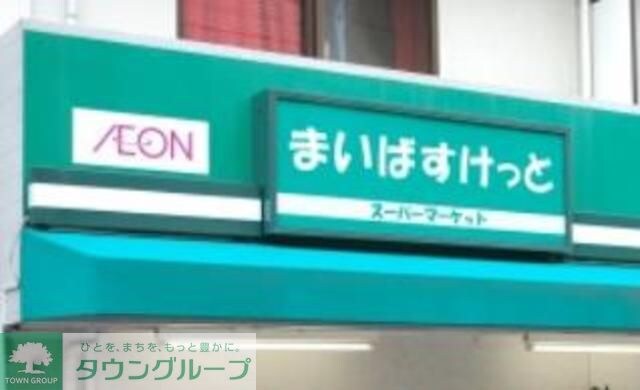 ÆON
まいばすけっと
スーパーマーケット
ひとを、まちを、もっと豊かに。
タウングループ
TOWN GROUP